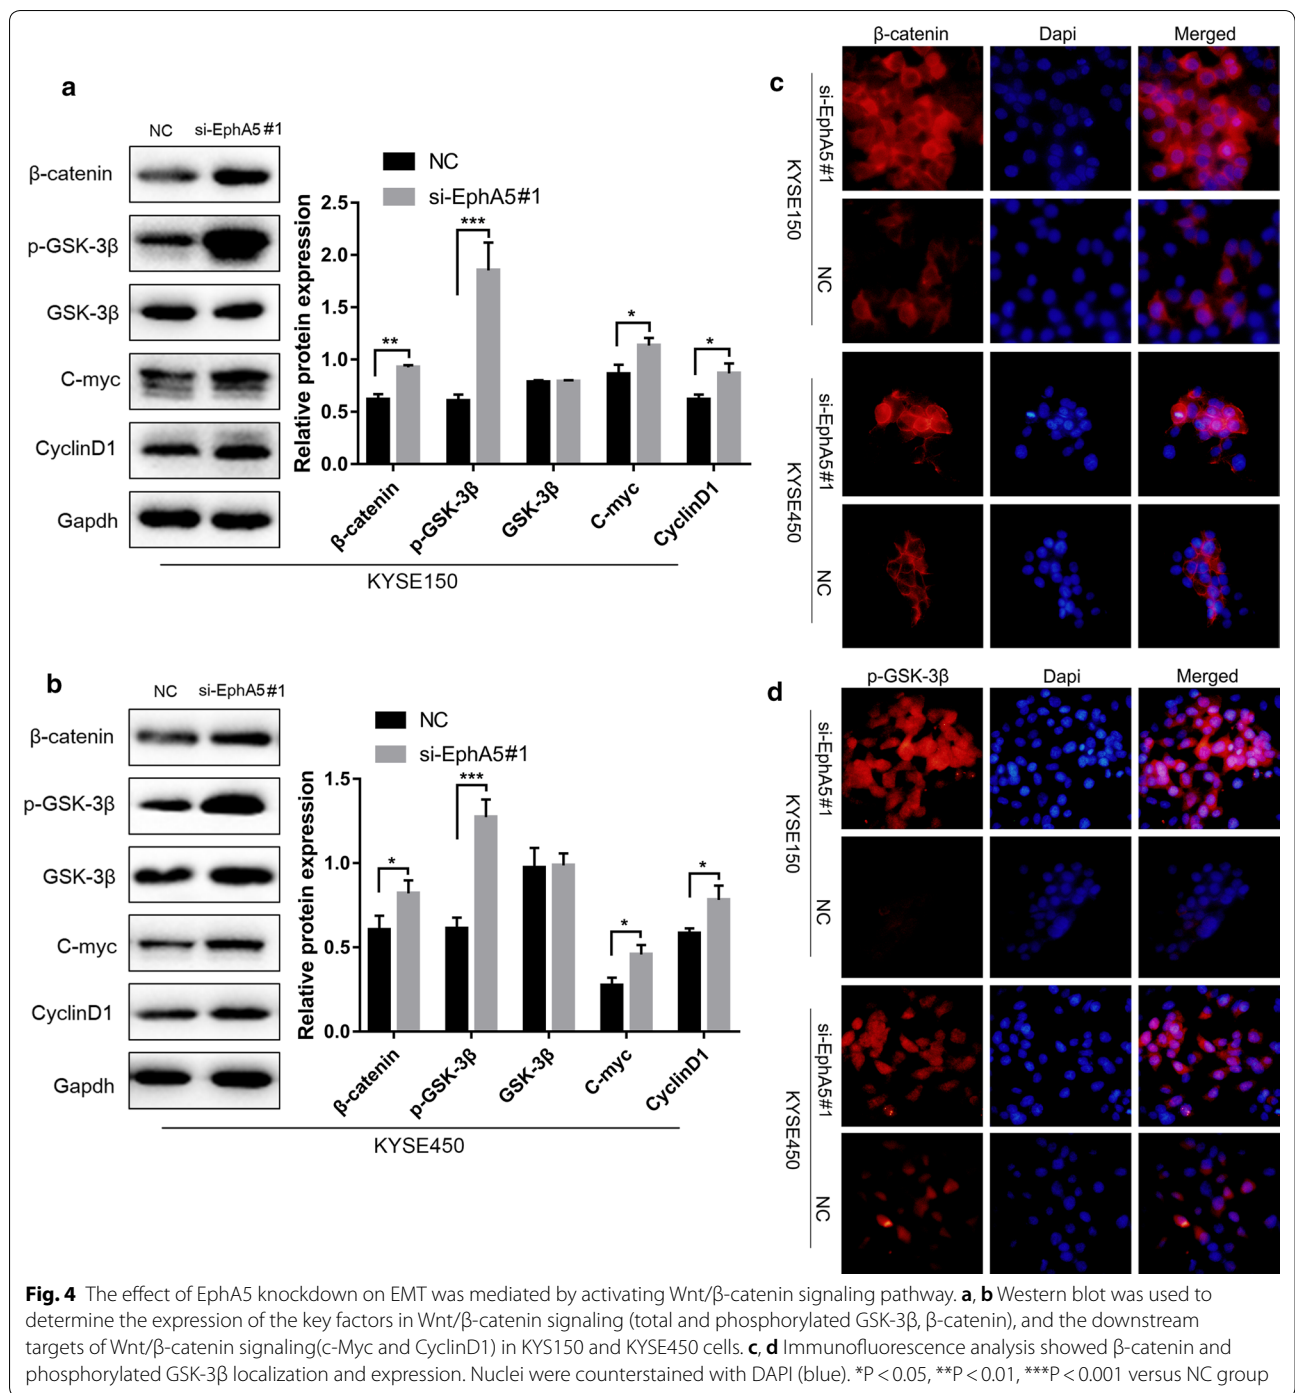 a
NC si-EphA5#1
β-catenin
p-GSK-3β
GSK-3β
C-myc
CyclinD1
Gapdh
NC
si-EphA5#1
Relative protein expression
2.5
2.0
1.5
1.0
0.5
0.0
** *** * *
β-catenin p-GSK-3β GSK-3β C-myc CyclinD1
KYSE150
b
NC si-EphA5#1
β-catenin
p-GSK-3β
GSK-3β
C-myc
CyclinD1
Gapdh
NC
si-EphA5#1
Relative protein expression
1.5
1.0
0.5
0.0
* *** * *
β-catenin p-GSK-3β GSK-3β C-myc CyclinD1
KYSE450
c
β-catenin Dapi Merged
si-EphA5#1
NC
KYSE150
si-EphA5#1
NC
KYSE450
d
p-GSK-3β Dapi Merged
si-EphA5#1
NC
KYSE150
si-EphA5#1
NC
KYSE450
Fig. 4 The effect of EphA5 knockdown on EMT was mediated by activating Wnt/β-catenin signaling pathway. a, b Western blot was used to
determine the expression of the key factors in Wnt/β-catenin signaling (total and phosphorylated GSK-3β, β-catenin), and the downstream
targets of Wnt/β-catenin signaling(c-Myc and CyclinD1) in KYS150 and KYSE450 cells. c, d Immunofluorescence analysis showed β-catenin and
phosphorylated GSK-3β localization and expression. Nuclei were counterstained with DAPI (blue). *P < 0.05, **P < 0.01, ***P < 0.001 versus NC group